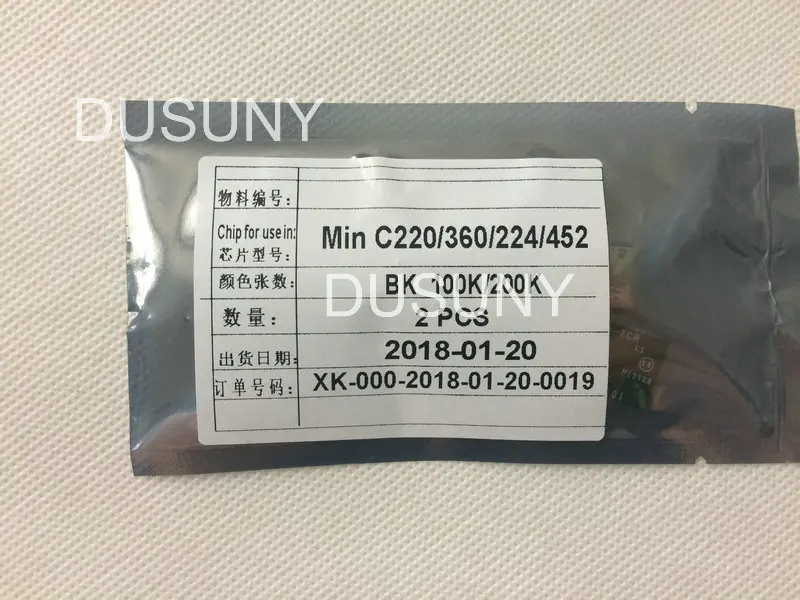 DUSUNY
物料编号:
Chip for use in:
芯片型号:
Min C220/360/224/452
颜色张数:
BK 100K/200K
DUSUNY
数量:
2 PCS
出货日期:
2018-01-20
订单号码:
XK-000-2018-01-20-0019